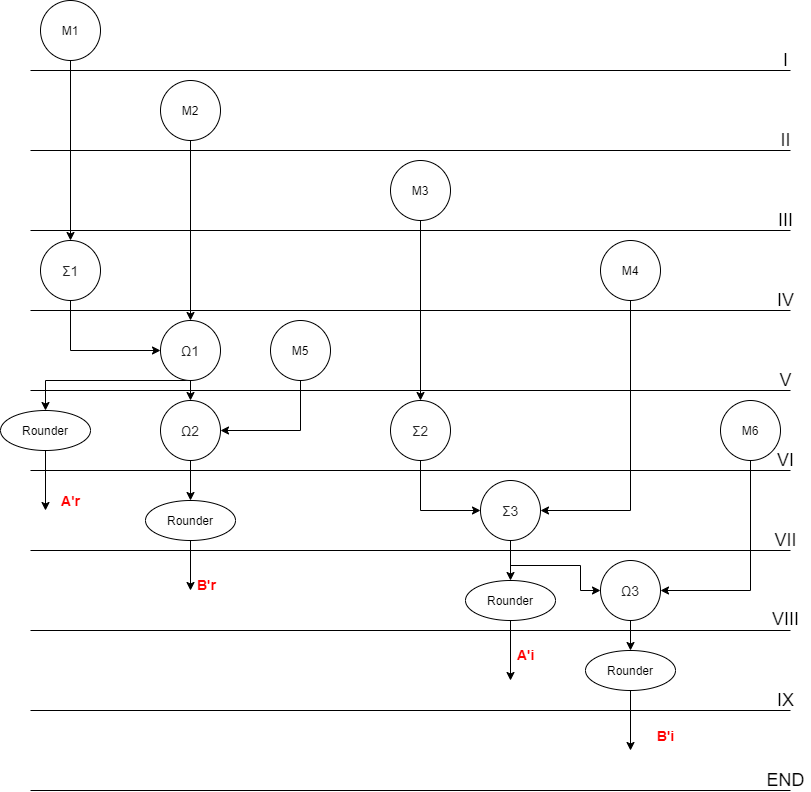 M1
I
M2
II
M3
III
Σ1
M4
IV
Ω1
M5
V
Rounder
Ω2
Σ2
M6
VI
A'r
Rounder
Σ3
VII
B'r
Rounder
Ω3
VIII
A'i
Rounder
IX
B'i
END